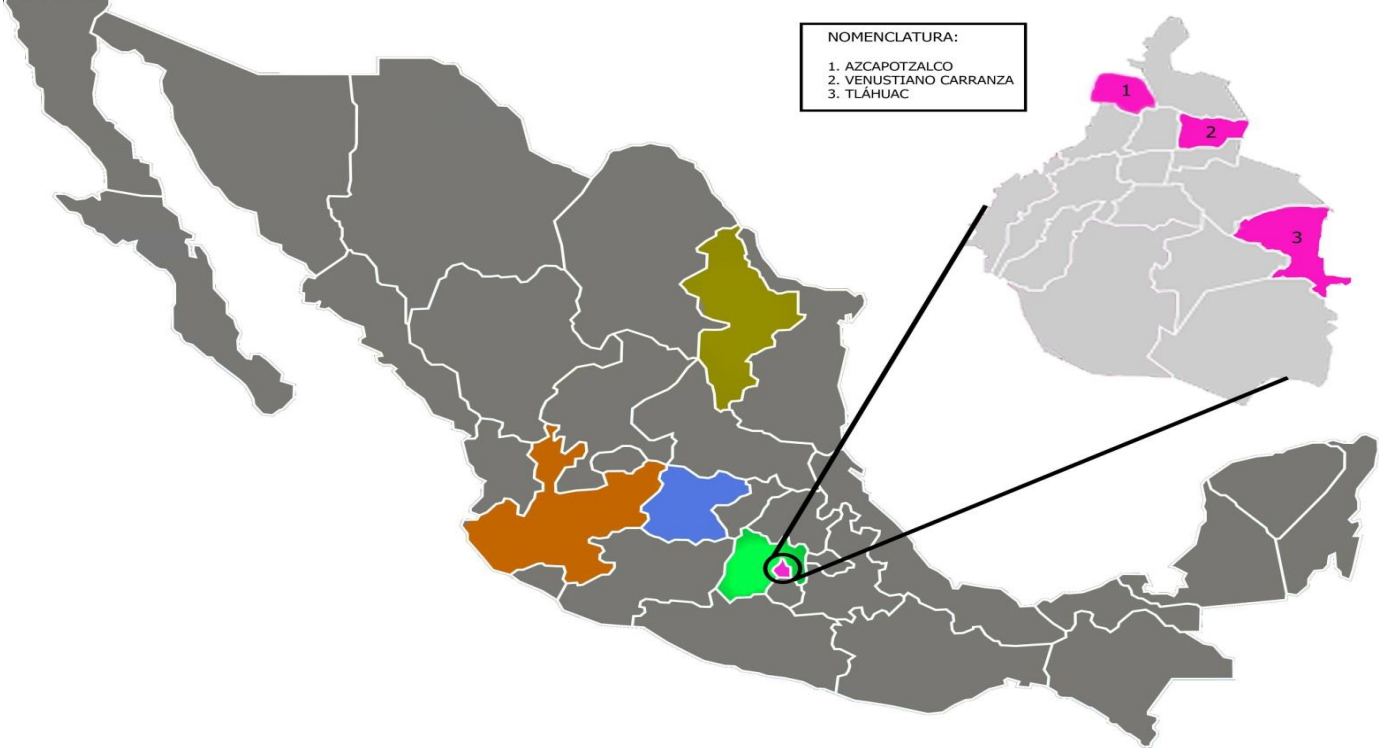 NOMENCLATURA:
1. AZCAPOTZALCO
2. VENUSTIANO CARRANZA
3. TLÁHUAC
1
2
3